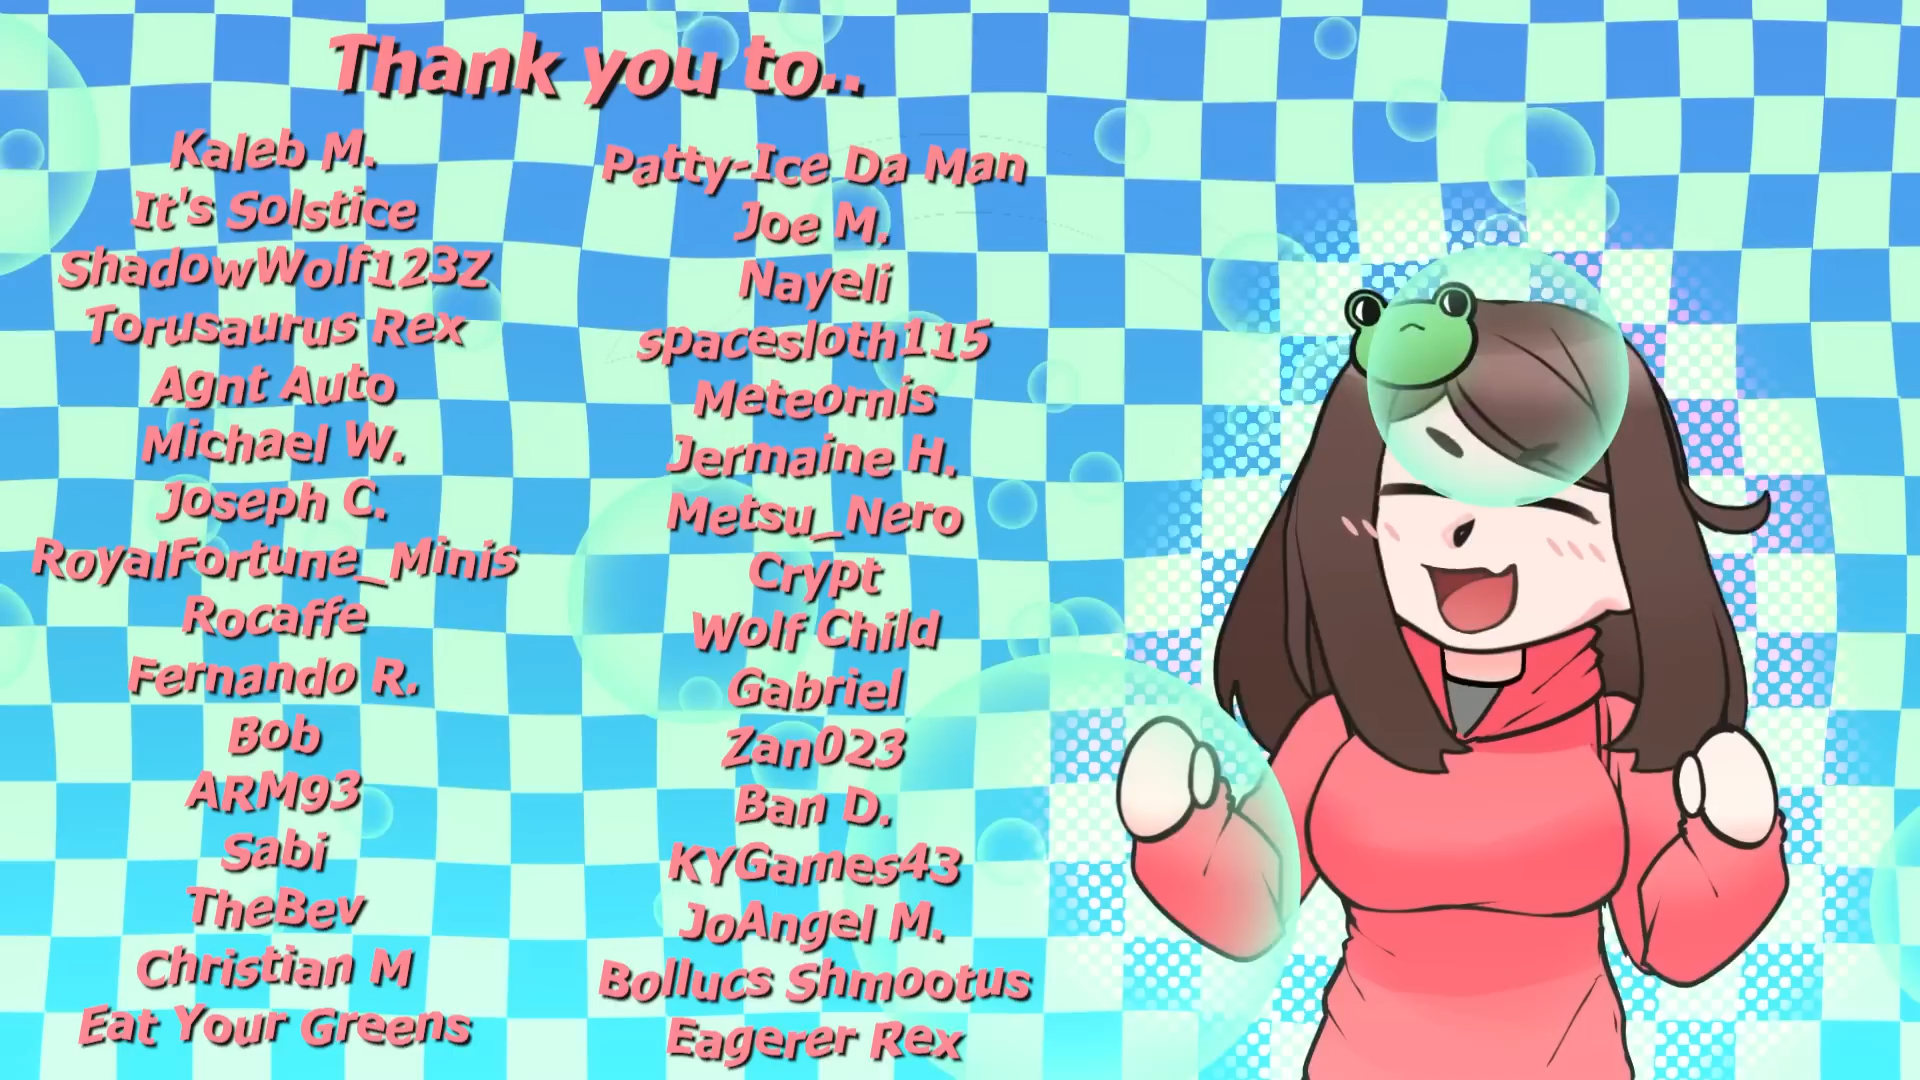 Thank you to..
Kaleb M.
It's Solstice
ShadowWolf123Z
Torusaurus Rex
Agnt Auto
Michael W.
Joseph C.
RoyalFortune_Minis
Rocaffe
Fernando R.
Bob
ARM93
Sabi
TheBev
Christian M
Eat Your Greens
Patty-Ice Da Man
Joe M.
Nayeli
spacesloth115
Meteornis
Jermaine H.
Metsu_Nero
Crypt
Wolf Child
Gabriel
Zan023
Ban D.
KYGames43
JoAngel M.
Bollucs Shmootus
Eagerer Rex